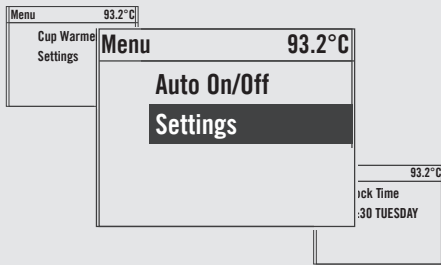 Menu 93.2°C
Cup Warme
Settings
Menu 93.2°C
Auto On/Off
Settings
93.2°C
ock Time
:30 TUESDAY